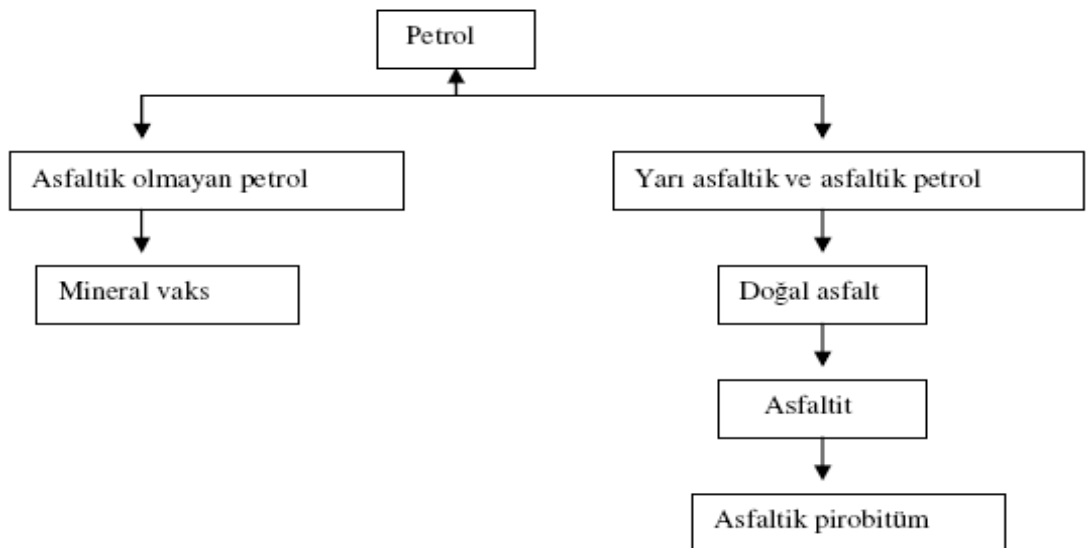 Petrol
Asfaltik olmayan petrol
Yarı asfaltik ve asfaltik petrol
Mineral vaks
Doğal asfalt
Asfaltit
Asfaltik pirobitüm